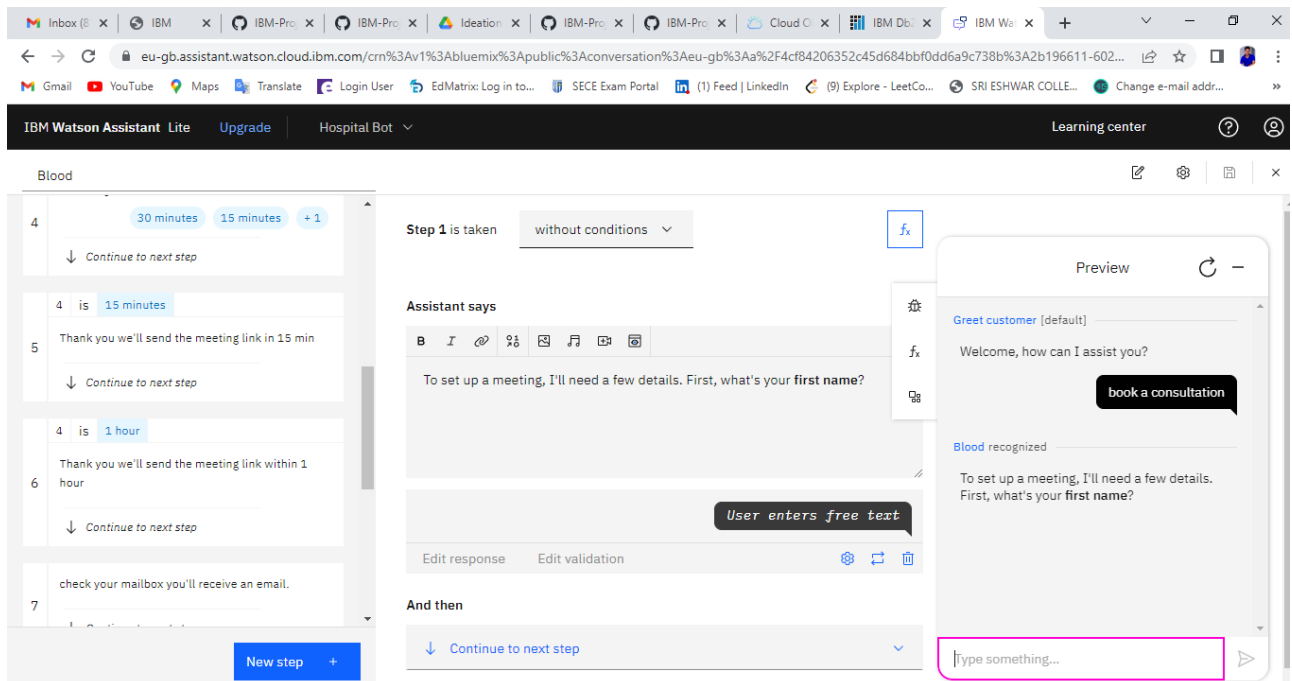 Inbox (8
IBM
IBM-Pro
IBM-Pro
Ideation
IBM-Pro
IBM-Pro
Cloud O
IBM Db2
IBM Wat
eu-gb.assistant.watson.cloud.ibm.com/crn%3Av1%3Abluemix%3Apublic%3Aconversation%3Aeu-gb%3Aa%2F4cf84206352c45d684bbf0dd6a9c738b%3A2b196611-602...
Gmail
YouTube
Maps
Translate
Login User
EdMatrix: Log in to...
SECE Exam Portal
(1) Feed | LinkedIn
(9) Explore - LeetCo...
SRI ESHWAR COLLE...
Change e-mail addr...
»
IBM Watson Assistant Lite
Upgrade
Hospital Bot
Learning center
Blood
4
30 minutes
15 minutes
+ 1
Continue to next step
4 is 15 minutes
5
Thank you we'll send the meeting link in 15 min
Continue to next step
4 is 1 hour
6
Thank you we'll send the meeting link within 1
hour
Continue to next step
7
check your mailbox you'll receive an email.
New step +
Step 1 is taken
without conditions
fx
Assistant says
B I
To set up a meeting, I'll need a few details. First, what's your first name?
fx
User enters free text
Edit response
Edit validation
And then
Continue to next step
Preview
Greet customer [default]
Welcome, how can I assist you?
book a consultation
Blood recognized
To set up a meeting, I'll need a few details.
First, what's your first name?
Type something...